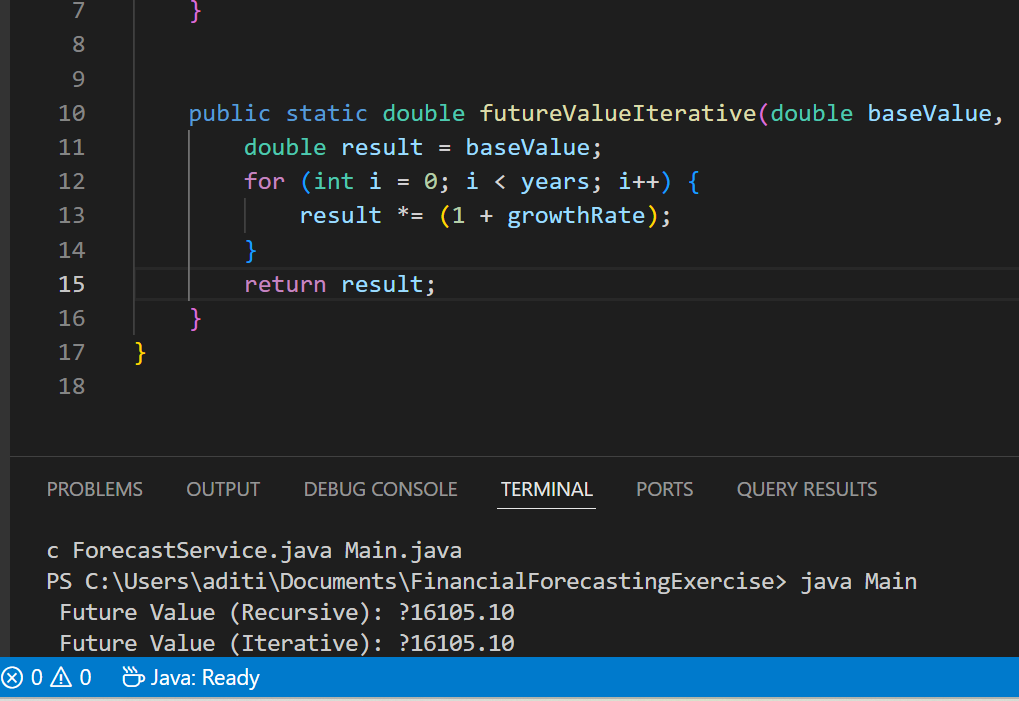 7 }
8
9
10 public static double futureValueIterative(double baseValue,
11 double result = baseValue;
12 for (int i = 0; i < years; i++) {
13 result *= (1 + growthRate);
14 }
15 return result;
16 }
17 }
18
PROBLEMS OUTPUT DEBUG CONSOLE TERMINAL PORTS QUERY RESULTS
c ForecastService.java Main.java
PS C:\Users\aditi\Documents\FinancialForecastingExercise> java Main
Future Value (Recursive): ?16105.10
Future Value (Iterative): ?16105.10
0 0 Java: Ready